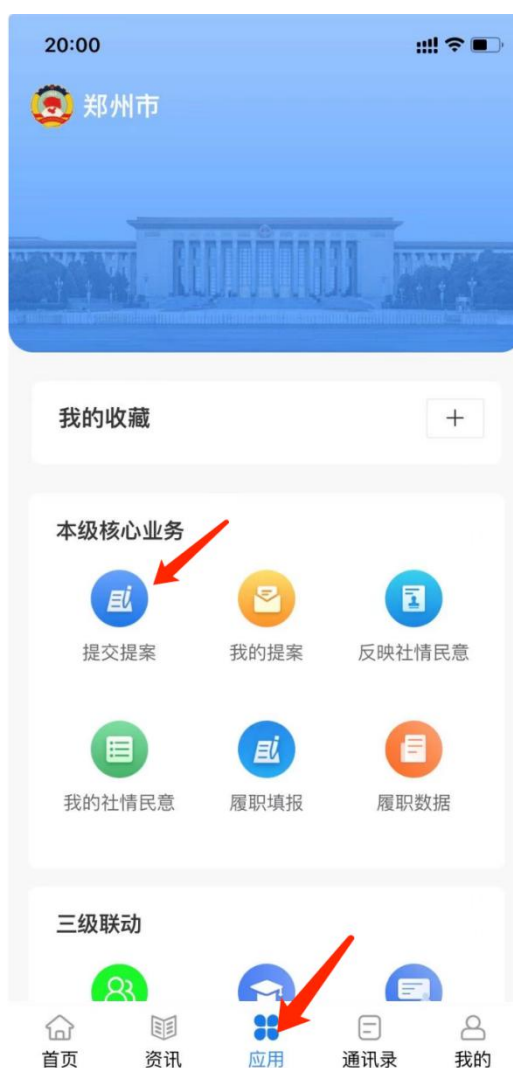 20:00
郑州市
我的收藏
本级核心业务
提交提案 我的提案 反映社情民意
我的社情民意 履职填报 履职数据
三级联动
首页 资讯 应用 通讯录 我的